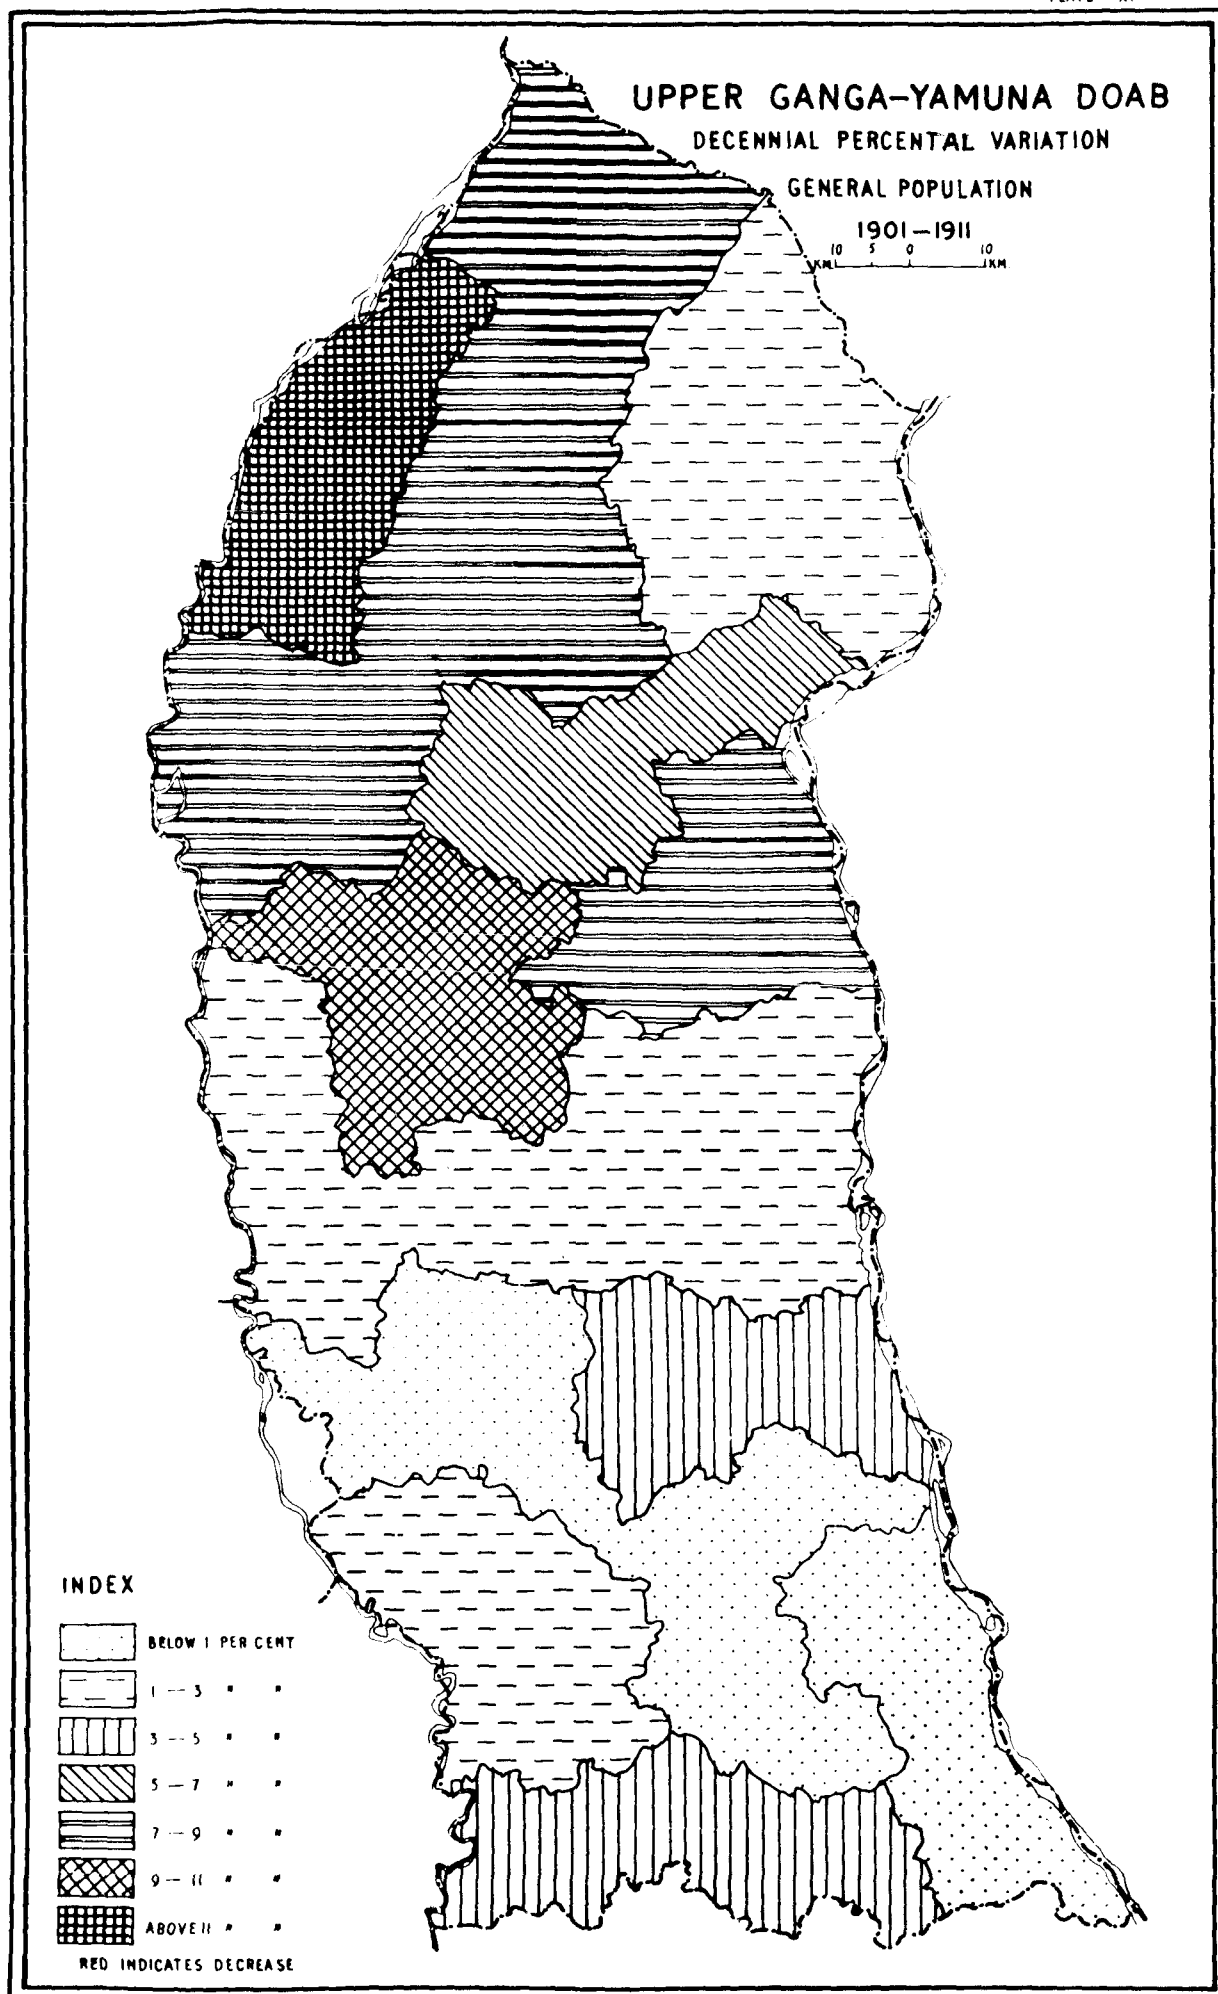 UPPER GANGA–YAMUNA DOAB
DECENNIAL PERCENTAL VARIATION
GENERAL POPULATION
1901–1911
10 5 0 10
KM KM
INDEX
BELOW 1 PER CENT
1 – 3 " "
3 – 5 " "
5 – 7 " "
7 – 9 " "
9 – 11 " "
ABOVE 11 " "
RED INDICATES DECREASE